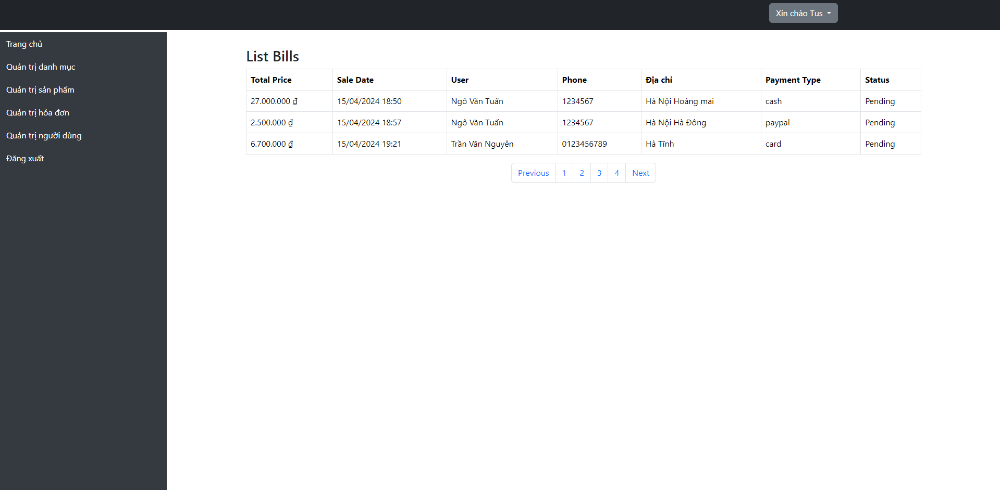 Xin chào Tus
Trang chủ
Quản trị danh mục
Quản trị sản phẩm
Quản trị hóa đơn
Quản trị người dùng
Đăng xuất
List Bills
Total Price Sale Date User Phone Địa chỉ Payment Type Status
27.000.000 ₫ 15/04/2024 18:50 Ngô Văn Tuấn 1234567 Hà Nội Hoàng mai cash Pending
2.500.000 ₫ 15/04/2024 18:57 Ngô Văn Tuấn 1234567 Hà Nội Hà Đông paypal Pending
6.700.000 ₫ 15/04/2024 19:21 Trần Văn Nguyên 0123456789 Hà Tĩnh card Pending
Previous 1 2 3 4 Next